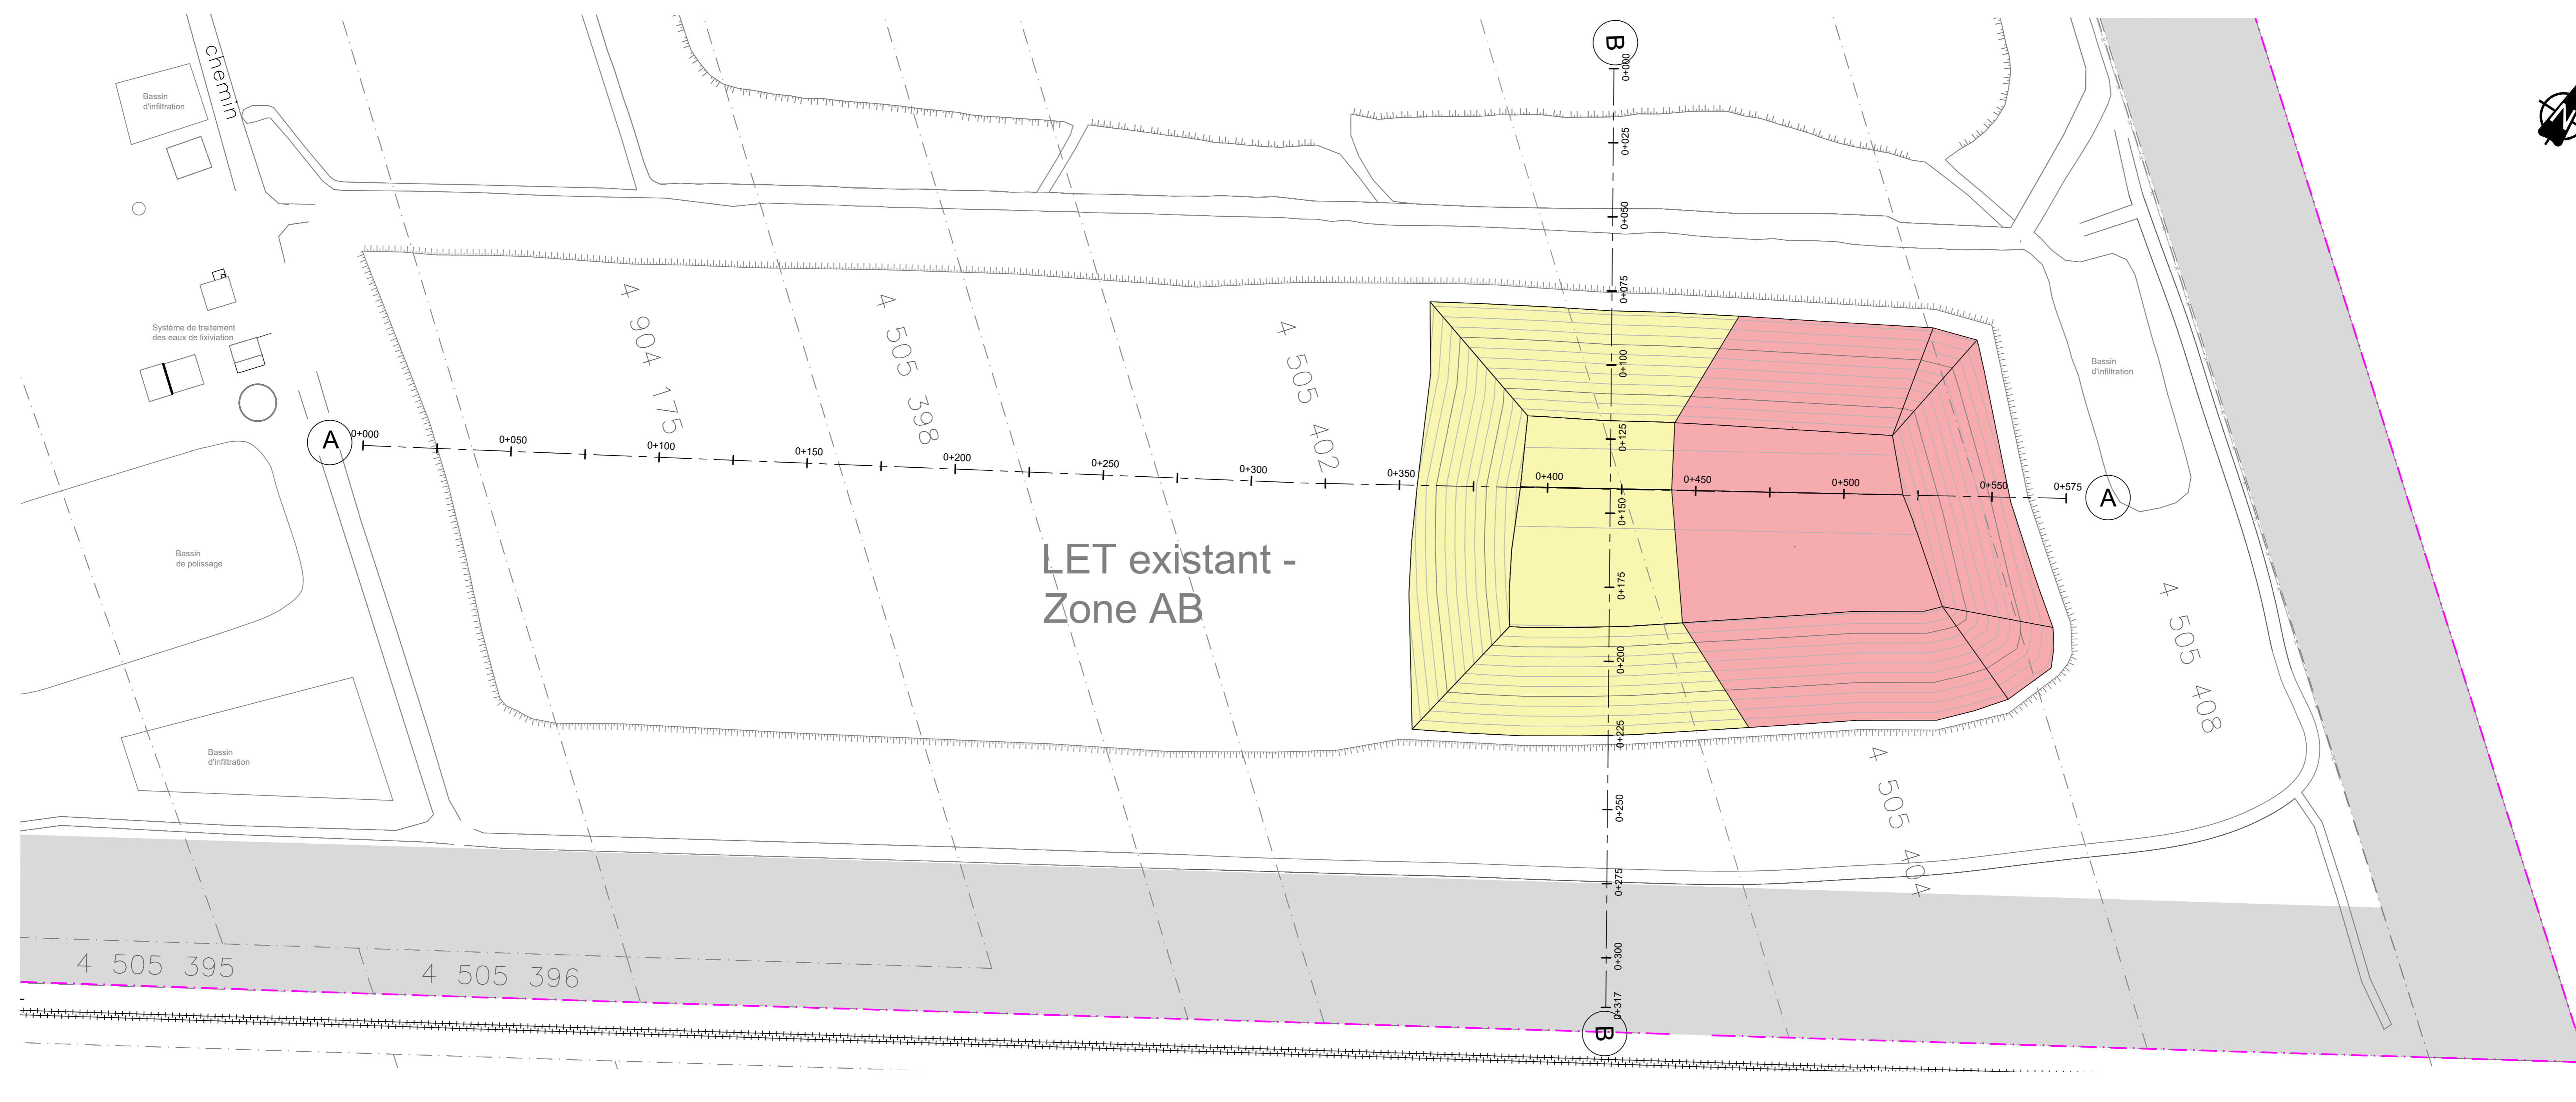 Chemin
Bassin
d'infiltration
Système de traitement
des eaux de lixiviation
Bassin
de polissage
Bassin
d'infiltration
A
0+000
0+050
0+100
0+150
0+200
0+250
0+300
0+350
0+400
0+450
0+500
0+550
0+575
A
B
0+000
0+025
0+050
0+075
0+100
0+125
0+150
0+175
0+200
0+225
0+250
0+275
0+300
0+317
B
4 904 175
4 505 398
4 505 402
LET existant -
Zone AB
Bassin
d'infiltration
4 505 408
4 505 404
4 505 395
4 505 396
N